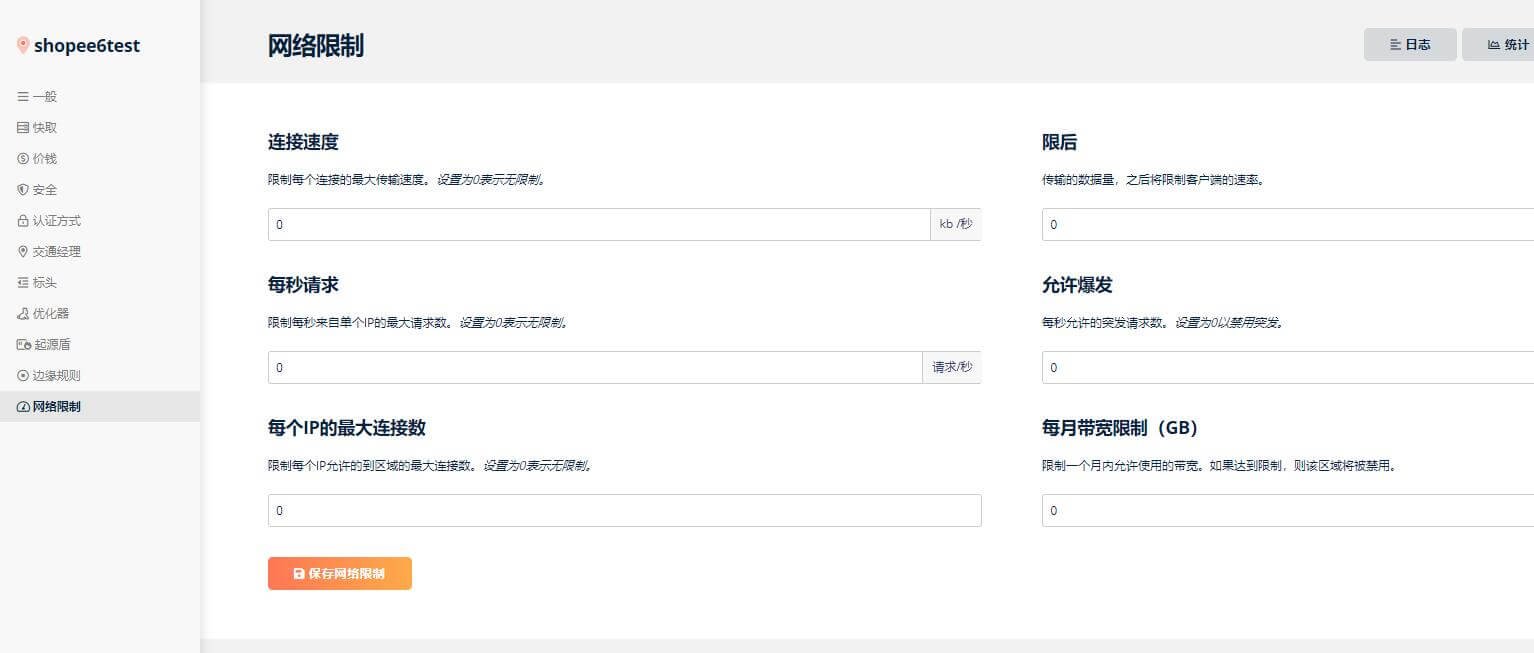 shopee6test
一般
快取
价钱
安全
认证方式
交通经理
标头
优化器
起源盾
边缘规则
网络限制
网络限制
日志
统计
连接速度
限制每个连接的最大传输速度。设置为0表示无限制。
0
kb /秒
限后
传输的数据量，之后将限制客户端的速率。
0
每秒请求
限制每秒来自单个IP的最大请求数。设置为0表示无限制。
0
请求/秒
允许爆发
每秒允许的突发请求数。设置为0以禁用突发。
0
每个IP的最大连接数
限制每个IP允许的到区域的最大连接数。设置为0表示无限制。
0
每月带宽限制（GB）
限制一个月内允许使用的带宽。如果达到限制，则该区域将被禁用。
0
保存网络限制